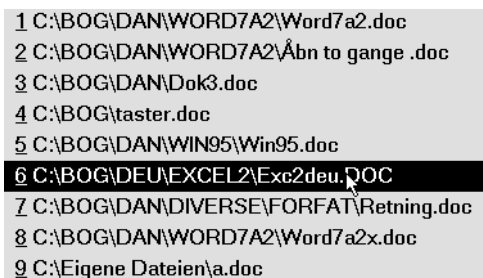 1 C:\BOG\DAN\WORD7A2\Word7a2.doc
2 C:\BOG\DAN\WORD7A2\Åbn to gange .doc
3 C:\BOG\DAN\Dok3.doc
4 C:\BOG\taster.doc
5 C:\BOG\DAN\WIN95\Win95.doc
6 C:\BOG\DEU\EXCEL2\Exc2deu.DOC
7 C:\BOG\DAN\DIVERSE\FORFAT\Retning.doc
8 C:\BOG\DAN\WORD7A2\Word7a2x.doc
9 C:\Eigene Dateien\a.doc